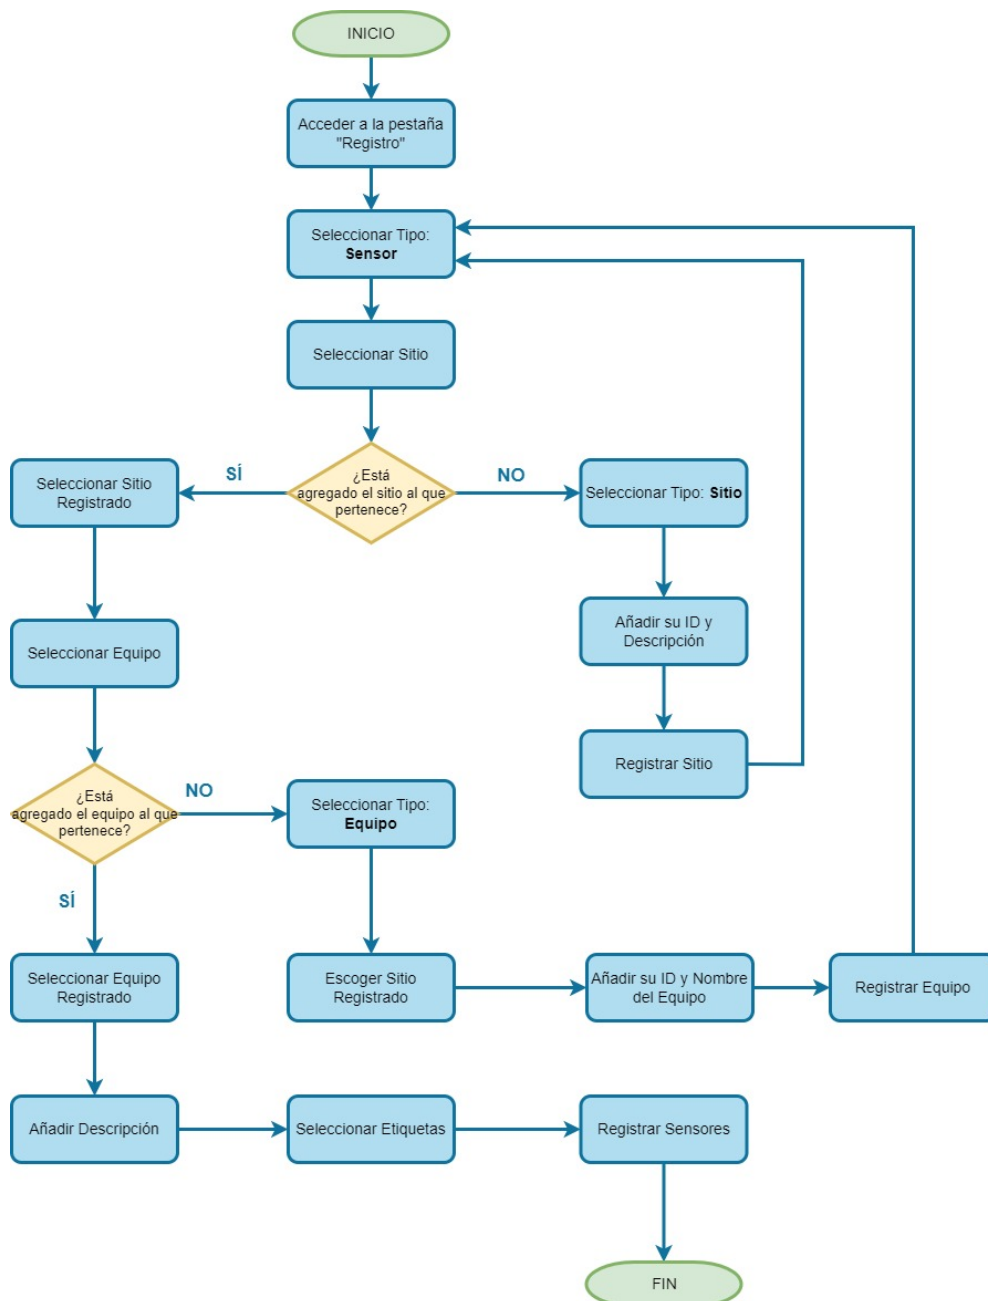 INICIO
Acceder a la pestaña
"Registro"
Seleccionar Tipo:
Sensor
Seleccionar Sitio
¿Está
agregado el sitio al que
pertenece?
SÍ
NO
Seleccionar Sitio
Registrado
Seleccionar Tipo: Sitio
Añadir su ID y
Descripción
Seleccionar Equipo
Registrar Sitio
¿Está
agregado el equipo al que
pertenece?
NO
SÍ
Seleccionar Tipo:
Equipo
Seleccionar Equipo
Registrado
Escoger Sitio
Registrado
Añadir su ID y Nombre
del Equipo
Registrar Equipo
Añadir Descripción
Seleccionar Etiquetas
Registrar Sensores
FIN